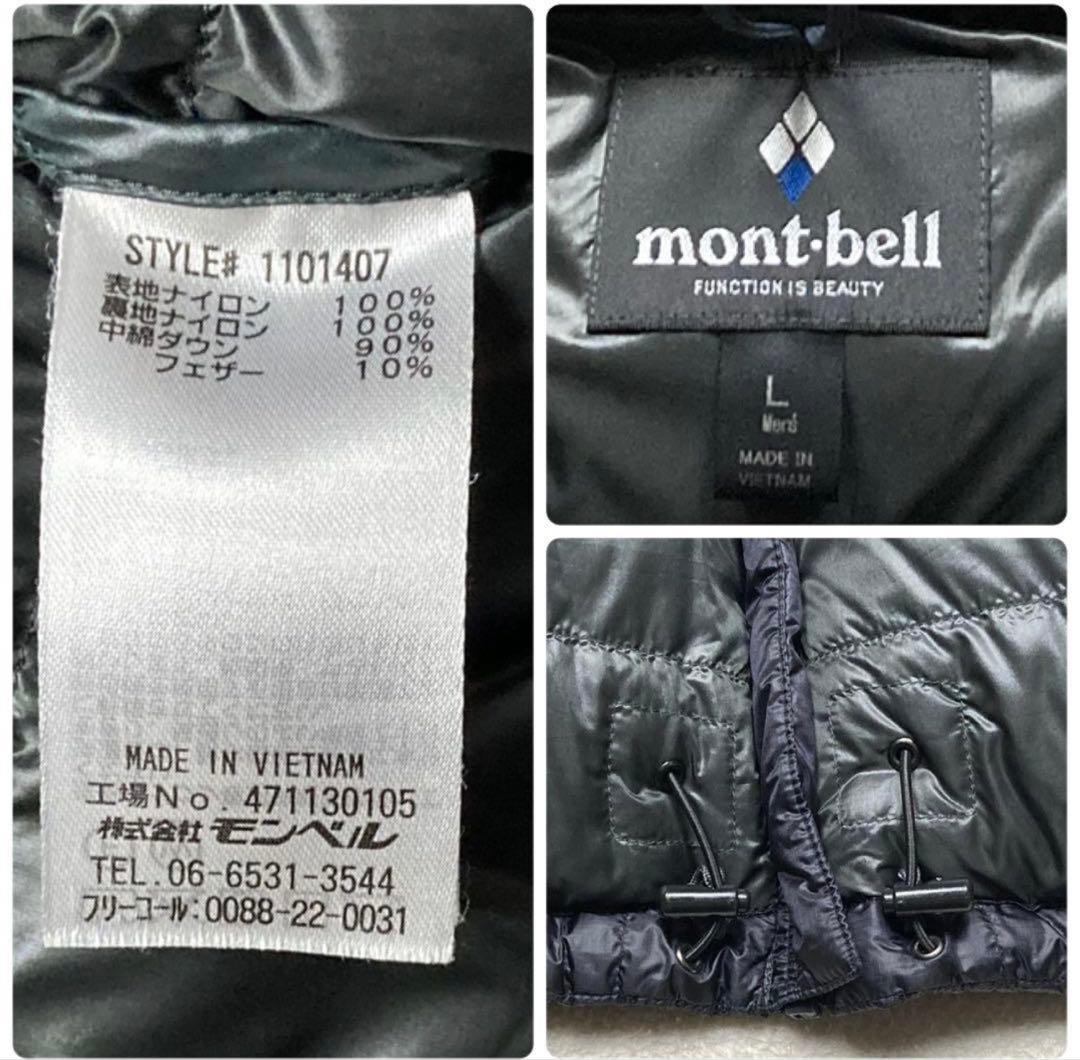 STYLE# 1101407
表地ナイロン 100%
裏地ナイロン 100%
中綿ダウン 90%
フェザー 10%
MADE IN VIETNAM
工場No. 471130105
株式会社 モンベル
TEL.06-6531-3544
フリーコール:0088-22-0031
mont·bell
FUNCTION IS BEAUTY
L
Men's
MADE IN
VIETNAM